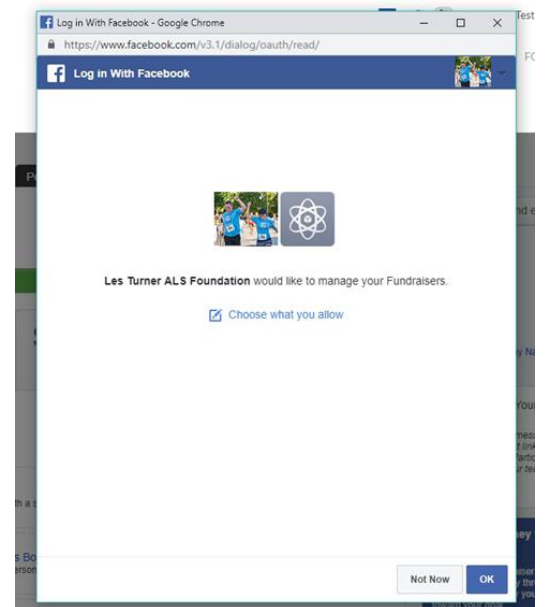 Log in With Facebook - Google Chrome
Test
https://www.facebook.com/v3.1/dialog/oauth/read/
f Log in With Facebook
Les Turner ALS Foundation would like to manage your Fundraisers.
Choose what you allow
Not Now
OK